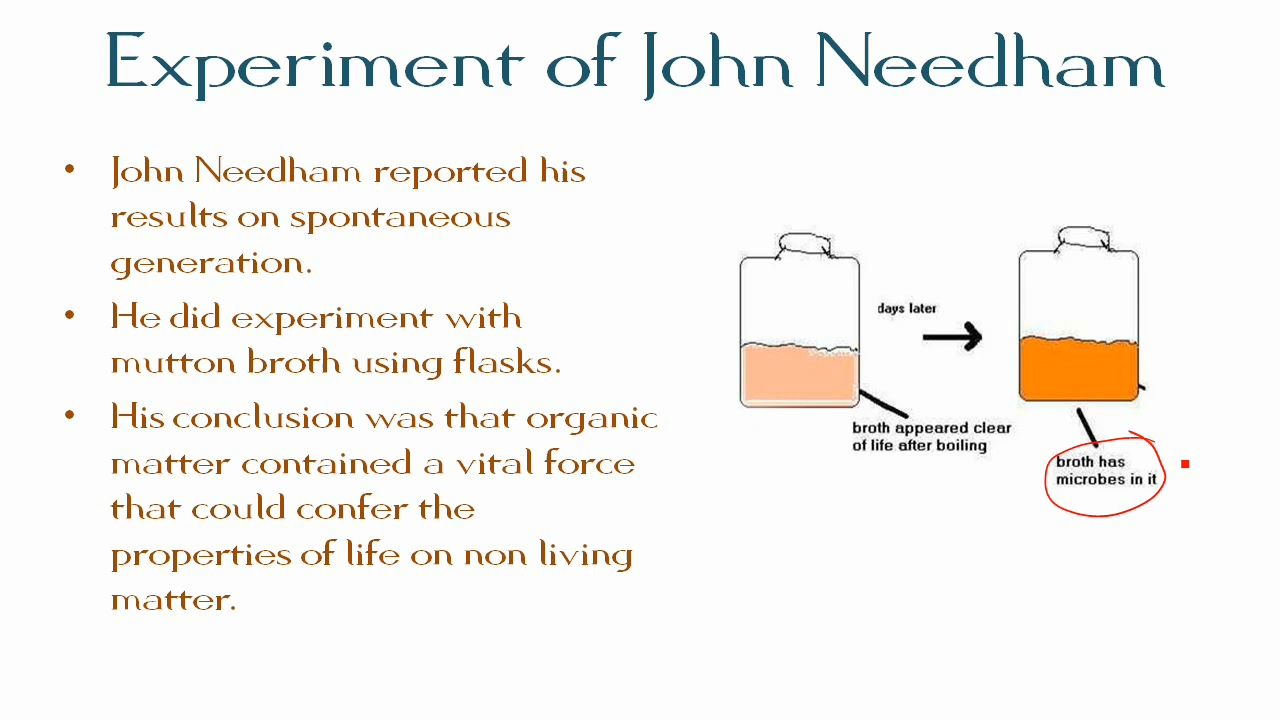 Experiment of John Needham
• John Needham reported his
results on spontaneous
generation.
• He did experiment with
mutton broth using flasks.
• His conclusion was that organic
matter contained a vital force
that could confer the
properties of life on non living
matter.
days later
broth appeared clear
of life after boiling
broth has
microbes in it